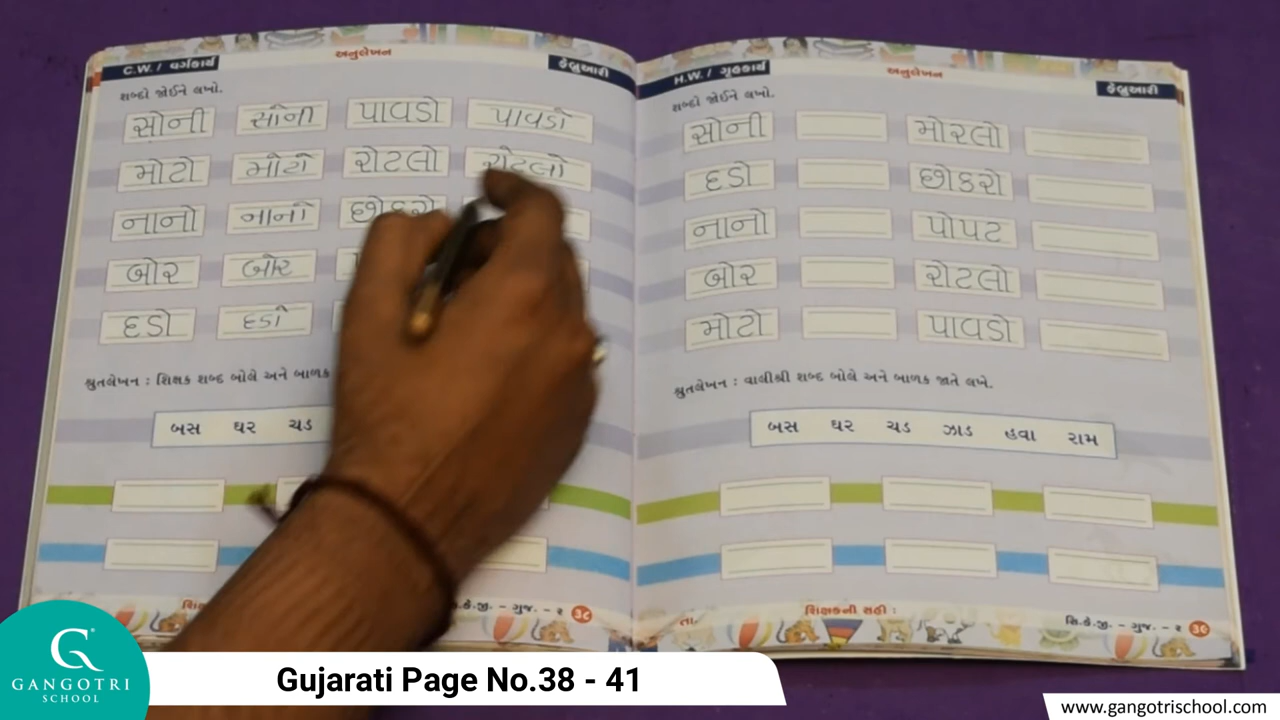 C.W. / વર્ગકાર્ય અનુલેખન ફેબ્રુઆરી
શબ્દો જોઈને લખો.
સોની સોની પાવડો પાવડો
મોટો મોટો રોટલો રોટલો
નાનો નાનો છોકરો
બોર બોર
દડો દડો
શ્રુતલેખન : શિક્ષક શબ્દ બોલે અને બાળક
બસ ઘર ચડ
કે.જી. - ગુજ. - ૨ ૩૮
H.W. / ગૃહકાર્ય અનુલેખન ફેબ્રુઆરી
શબ્દો જોઈને લખો.
સોની મોરલો
દડો છોકરો
નાનો પોપટ
બોર રોટલો
મોટો પાવડો
શ્રુતલેખન : વાલીશ્રી શબ્દ બોલે અને બાળક જાતે લખે.
બસ ઘર ચડ ઝાડ હવા રામ
તા. શિક્ષકની સહી : સિ.કે.જી. - ગુજ. - ૨ ૩૯
G
GANGOTRI
SCHOOL
Gujarati Page No.38 - 41
www.gangotrischool.com